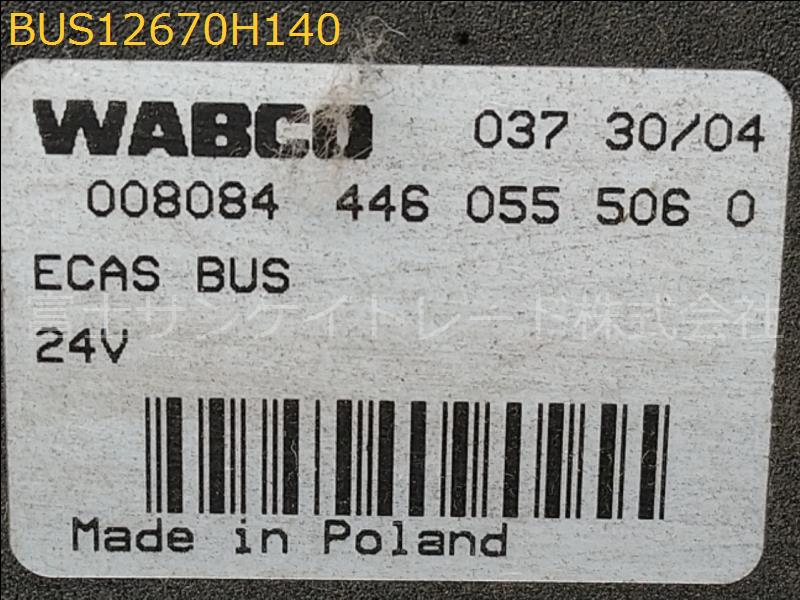 BUS12670H140
WABCO 037 30/04
008084 446 055 506 0
ECAS BUS
富士サンケイトレード株式会社
24V
Made in Poland